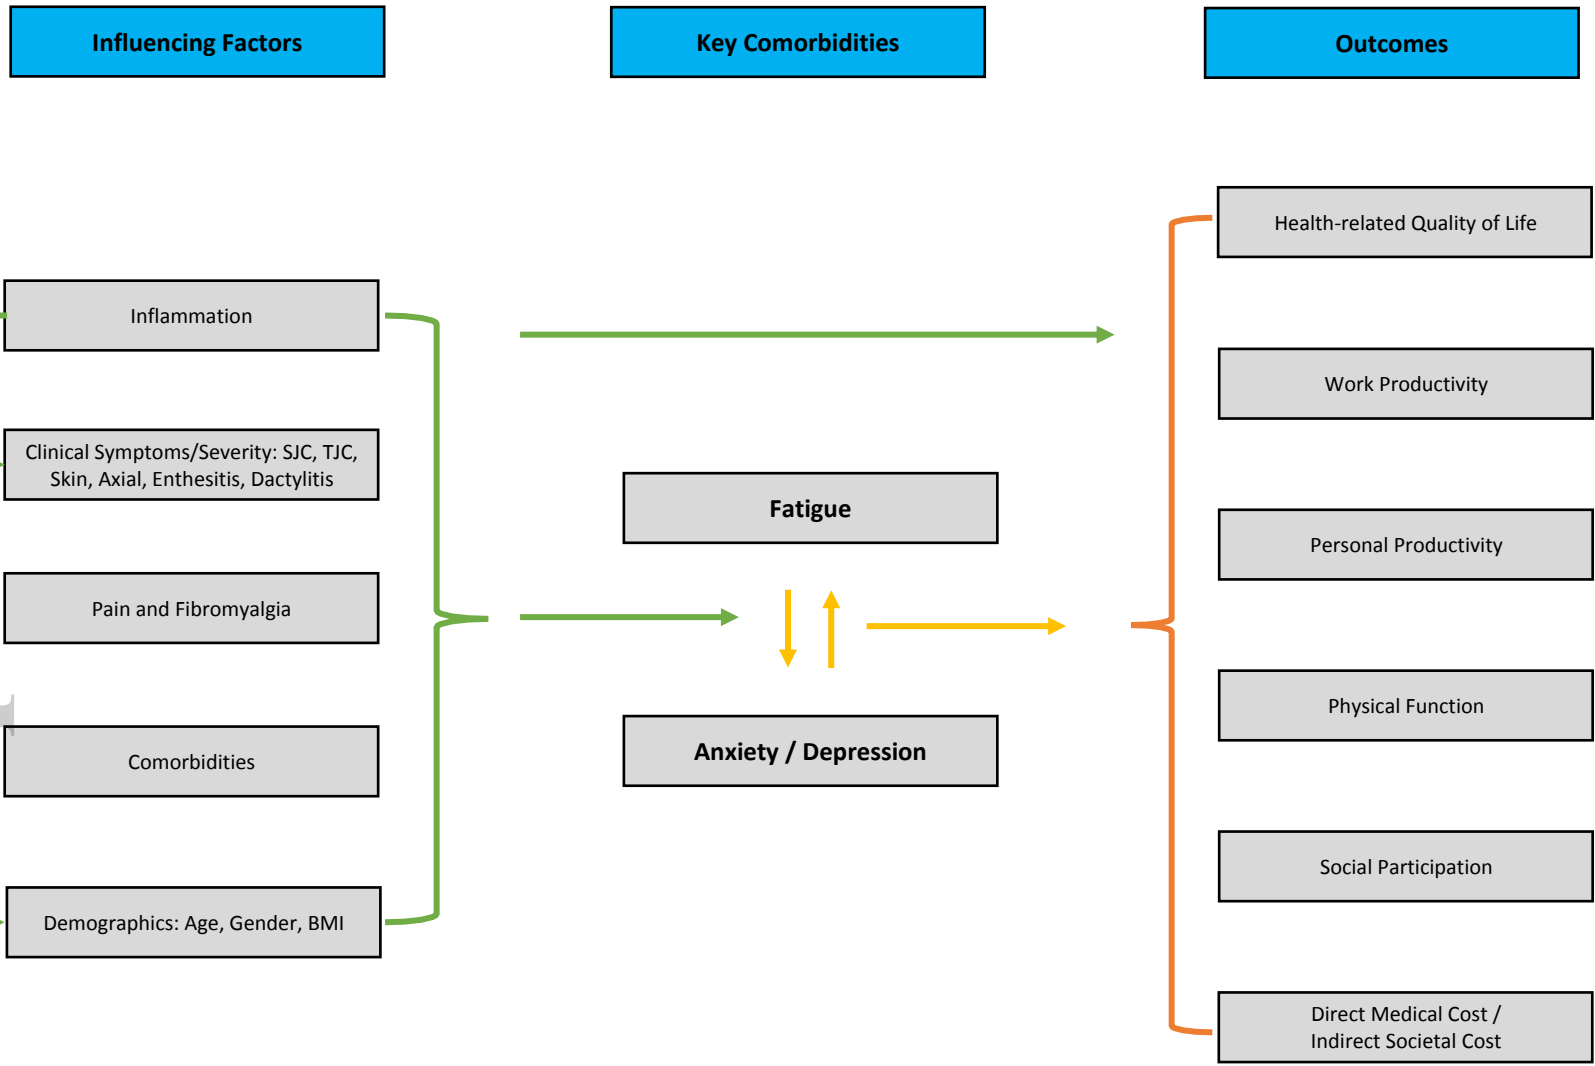 Influencing Factors
Key Comorbidities
Outcomes
Inflammation
Clinical Symptoms/Severity: SJC, TJC,
Skin, Axial, Enthesitis, Dactylitis
Pain and Fibromyalgia
Comorbidities
Demographics: Age, Gender, BMI
Fatigue
Anxiety / Depression
Health-related Quality of Life
Work Productivity
Personal Productivity
Physical Function
Social Participation
Direct Medical Cost /
Indirect Societal Cost